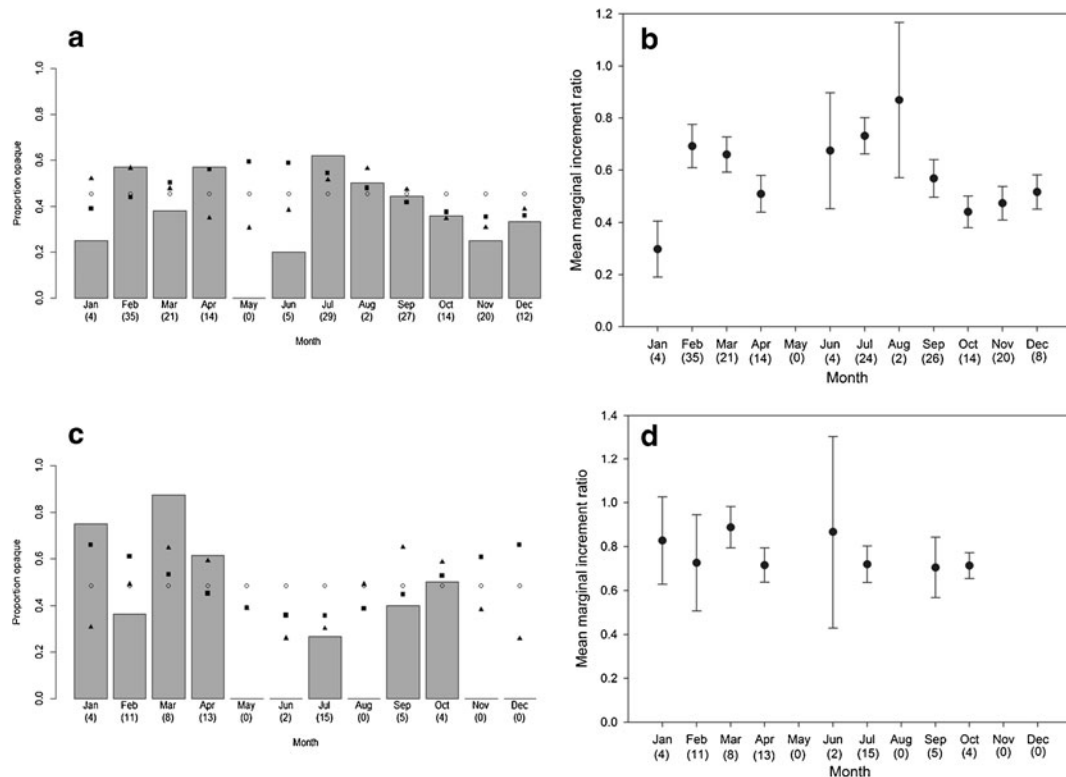 a
Proportion opaque
1.0
0.8
0.6
0.4
0.2
0.0
Jan Feb Mar Apr May Jun Jul Aug Sep Oct Nov Dec
(4) (35) (21) (14) (0) (5) (29) (2) (27) (14) (20) (12)
Month
b
Mean marginal increment ratio
1.2
1.0
0.8
0.6
0.4
0.2
0.0
Jan Feb Mar Apr May Jun Jul Aug Sep Oct Nov Dec
(4) (35) (21) (14) (0) (4) (24) (2) (26) (14) (20) (8)
Month
c
Proportion opaque
1.0
0.8
0.6
0.4
0.2
0.0
Jan Feb Mar Apr May Jun Jul Aug Sep Oct Nov Dec
(4) (11) (8) (13) (0) (2) (15) (0) (5) (4) (0) (0)
Month
d
Mean marginal increment ratio
1.4
1.2
1.0
0.8
0.6
0.4
0.2
0.0
Jan Feb Mar Apr May Jun Jul Aug Sep Oct Nov Dec
(4) (11) (8) (13) (0) (2) (15) (0) (5) (4) (0) (0)
Month